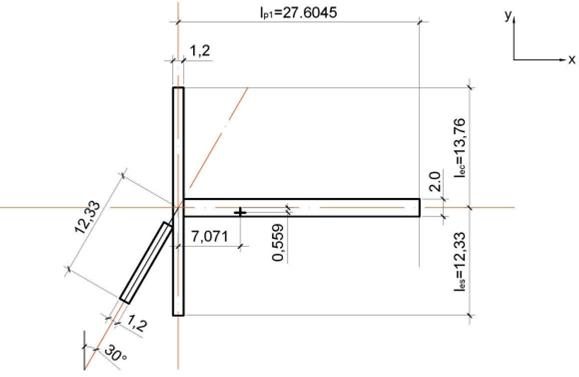 lp1=27.6045
y
x
1,2
lec=13,76
2.0
12,33
7,071
0,559
les=12,33
1,2
30°